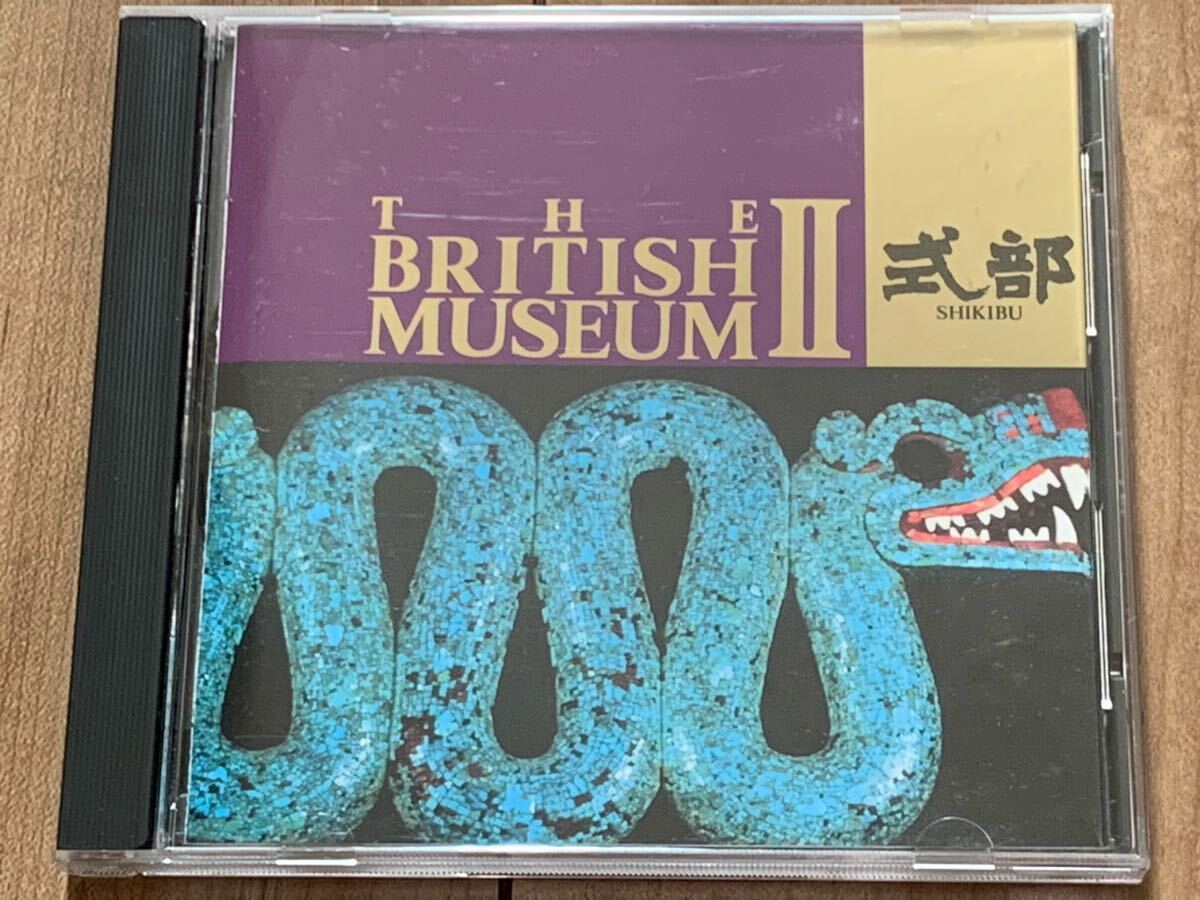 THE
BRITISH
MUSEUM II
式部
SHIKIBU